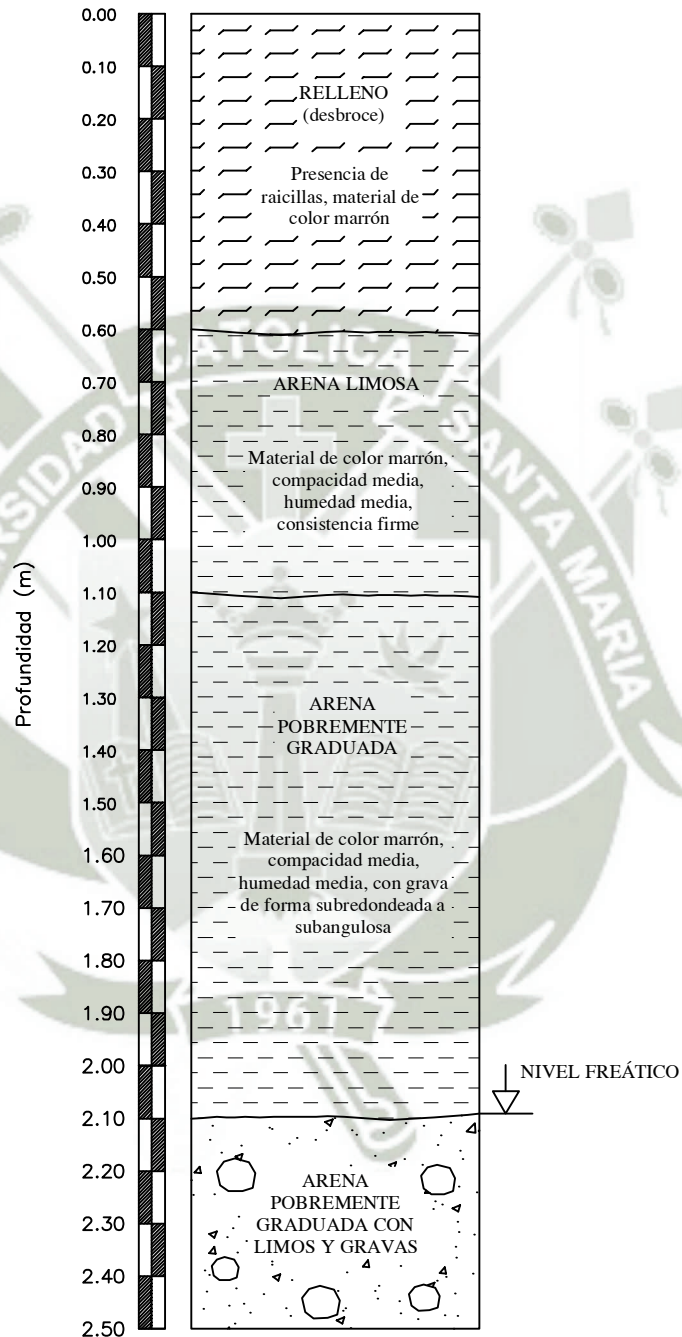 0.00
0.10
0.20
0.30
0.40
0.50
0.60
0.70
0.80
0.90
1.00
1.10
1.20
1.30
1.40
1.50
1.60
1.70
1.80
1.90
2.00
2.10
2.20
2.30
2.40
2.50
Profundidad (m)
RELLENO
(desbroce)
Presencia de
raicillas, material de
color marrón
ARENA LIMOSA
Material de color marrón,
compacidad media,
humedad media,
consistencia firme
ARENA
POBREMENTE
GRADUADA
Material de color marrón,
compacidad media,
humedad media, con grava
de forma subredondeada a
subangulosa
NIVEL FREÁTICO
ARENA
POBREMENTE
GRADUADA CON
LIMOS Y GRAVAS
CATOLICA
SANTA MARIA
1961